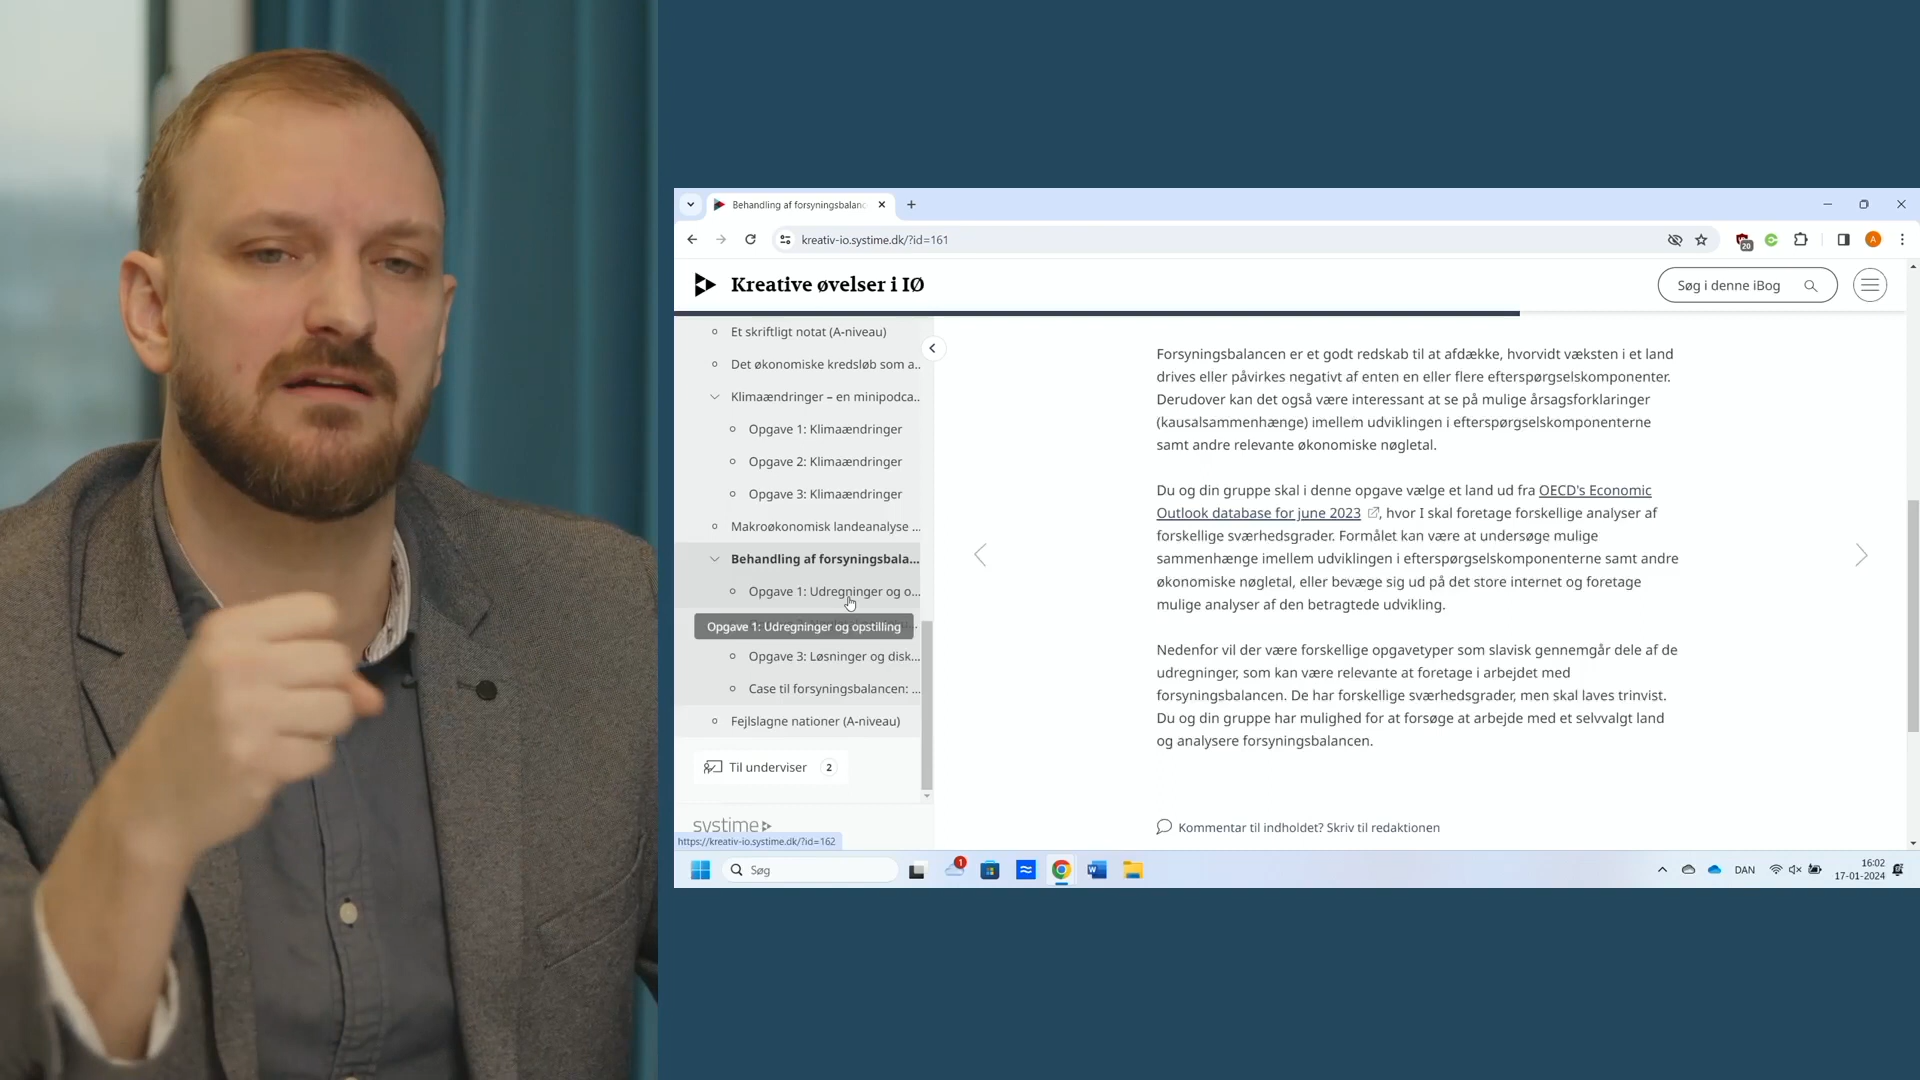 Behandling af forsyningsbalanc
kreativ-io.systime.dk/?id=161
20
A
Kreative øvelser i IØ
Søg i denne iBog
Et skriftligt notat (A-niveau)
Det økonomiske kredsløb som a...
Klimaændringer – en minipodca...
Opgave 1: Klimaændringer
Opgave 2: Klimaændringer
Opgave 3: Klimaændringer
Makroøkonomisk landeanalyse ...
Behandling af forsyningsbala...
Opgave 1: Udregninger og o...
Opgave 1: Udregninger og opstilling
Opgave 3: Løsninger og disk...
Case til forsyningsbalancen: ...
Fejlslagne nationer (A-niveau)
Til underviser 2
systime
https://kreativ-io.systime.dk/?id=162
Forsyningsbalancen er et godt redskab til at afdække, hvorvidt væksten i et land
drives eller påvirkes negativt af enten en eller flere efterspørgselskomponenter.
Derudover kan det også være interessant at se på mulige årsagsforklaringer
(kausalsammenhænge) imellem udviklingen i efterspørgselskomponenterne
samt andre relevante økonomiske nøgletal.
Du og din gruppe skal i denne opgave vælge et land ud fra OECD's Economic
Outlook database for june 2023, hvor I skal foretage forskellige analyser af
forskellige sværhedsgrader. Formålet kan være at undersøge mulige
sammenhænge imellem udviklingen i efterspørgselskomponenterne samt andre
økonomiske nøgletal, eller bevæge sig ud på det store internet og foretage
mulige analyser af den betragtede udvikling.
Nedenfor vil der være forskellige opgavetyper som slavisk gennemgår dele af de
udregninger, som kan være relevante at foretage i arbejdet med
forsyningsbalancen. De har forskellige sværhedsgrader, men skal laves trinvist.
Du og din gruppe har mulighed for at forsøge at arbejde med et selvvalgt land
og analysere forsyningsbalancen.
Kommentar til indholdet? Skriv til redaktionen
Søg
1
W
DAN
16:02
17-01-2024